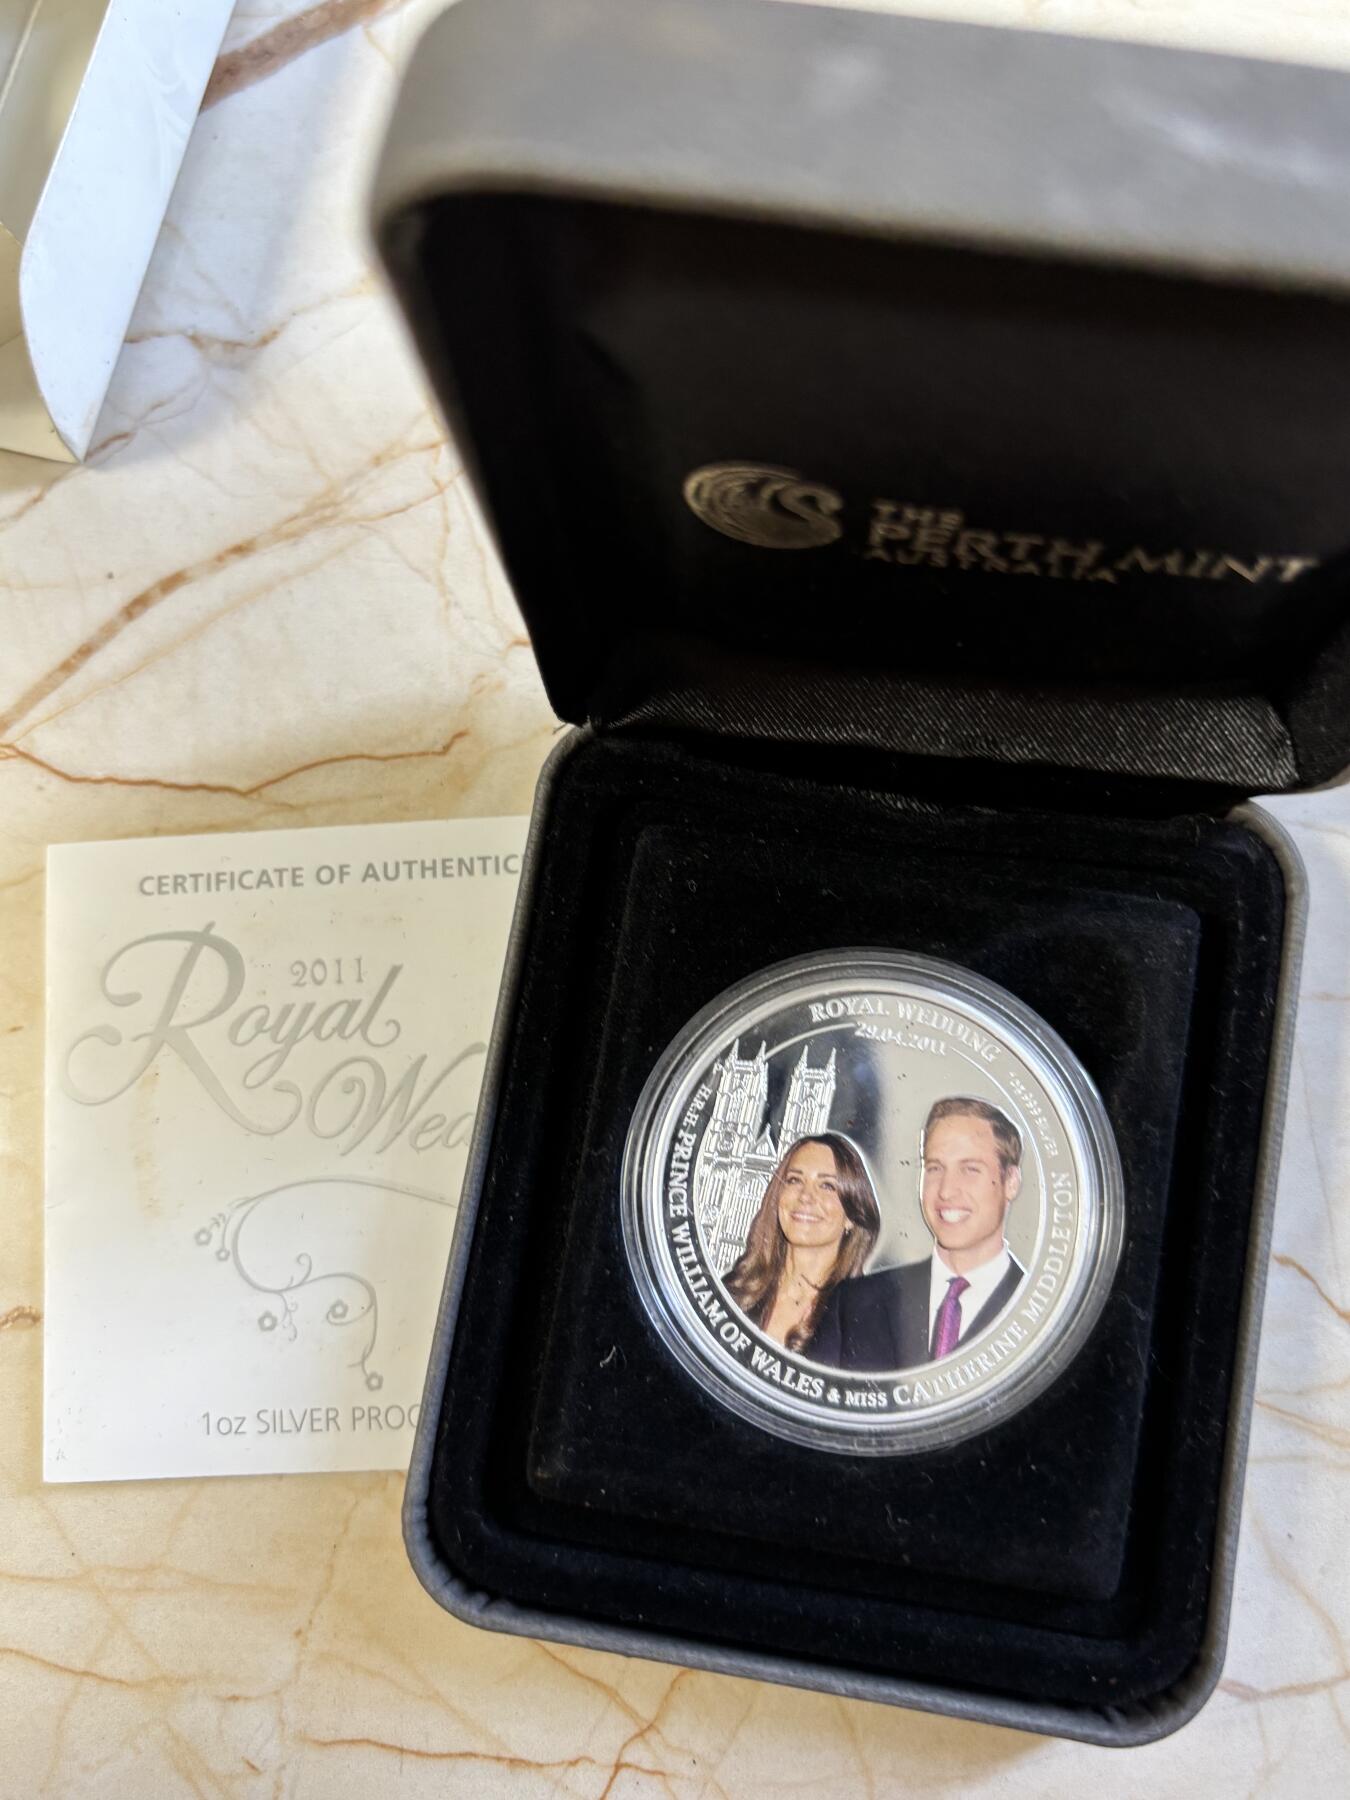 THE
PERTH MINT
AUSTRALIA
CERTIFICATE OF AUTHENTIC
2011
Royal
Wed
1oz SILVER PROO
ROYAL WEDDING
29.04.2011
H.R.H. PRINCE WILLIAM OF WALES & MISS CATHERINE MIDDLETON